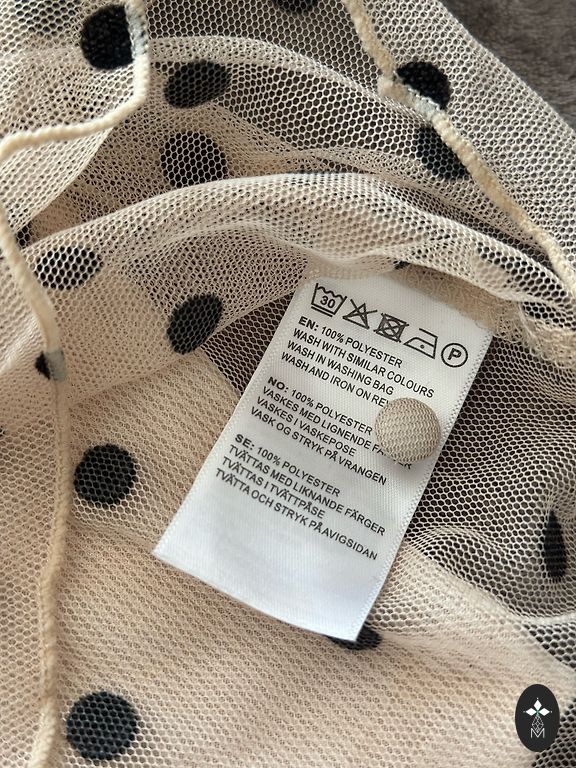 30
P
EN: 100% POLYESTER
WASH WITH SIMILAR COLOURS
WASH IN WASHING BAG
WASH AND IRON ON
NO: 100% POLYESTER
VASKES MED LIGNENDE
VASKES I VASKEPOSE
VASK OG STRYK PÅ VRANGEN
SE: 100% POLYESTER
TVÄTTAS MED LIKNANDE FÄRGER
TVÄTTAS I TVÄTTPÅSE
TVÄTTA OCH STRYK PÅ AVIGSIDAN
M